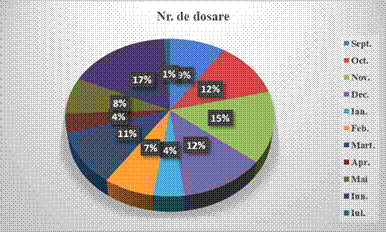 Nr. de dosare
Sept.
Oct.
Nov.
Dec.
Ian.
Feb.
Mart.
Apr.
Mai
Iun.
Iul.
9%
12%
15%
12%
4%
7%
11%
4%
8%
17%
1%